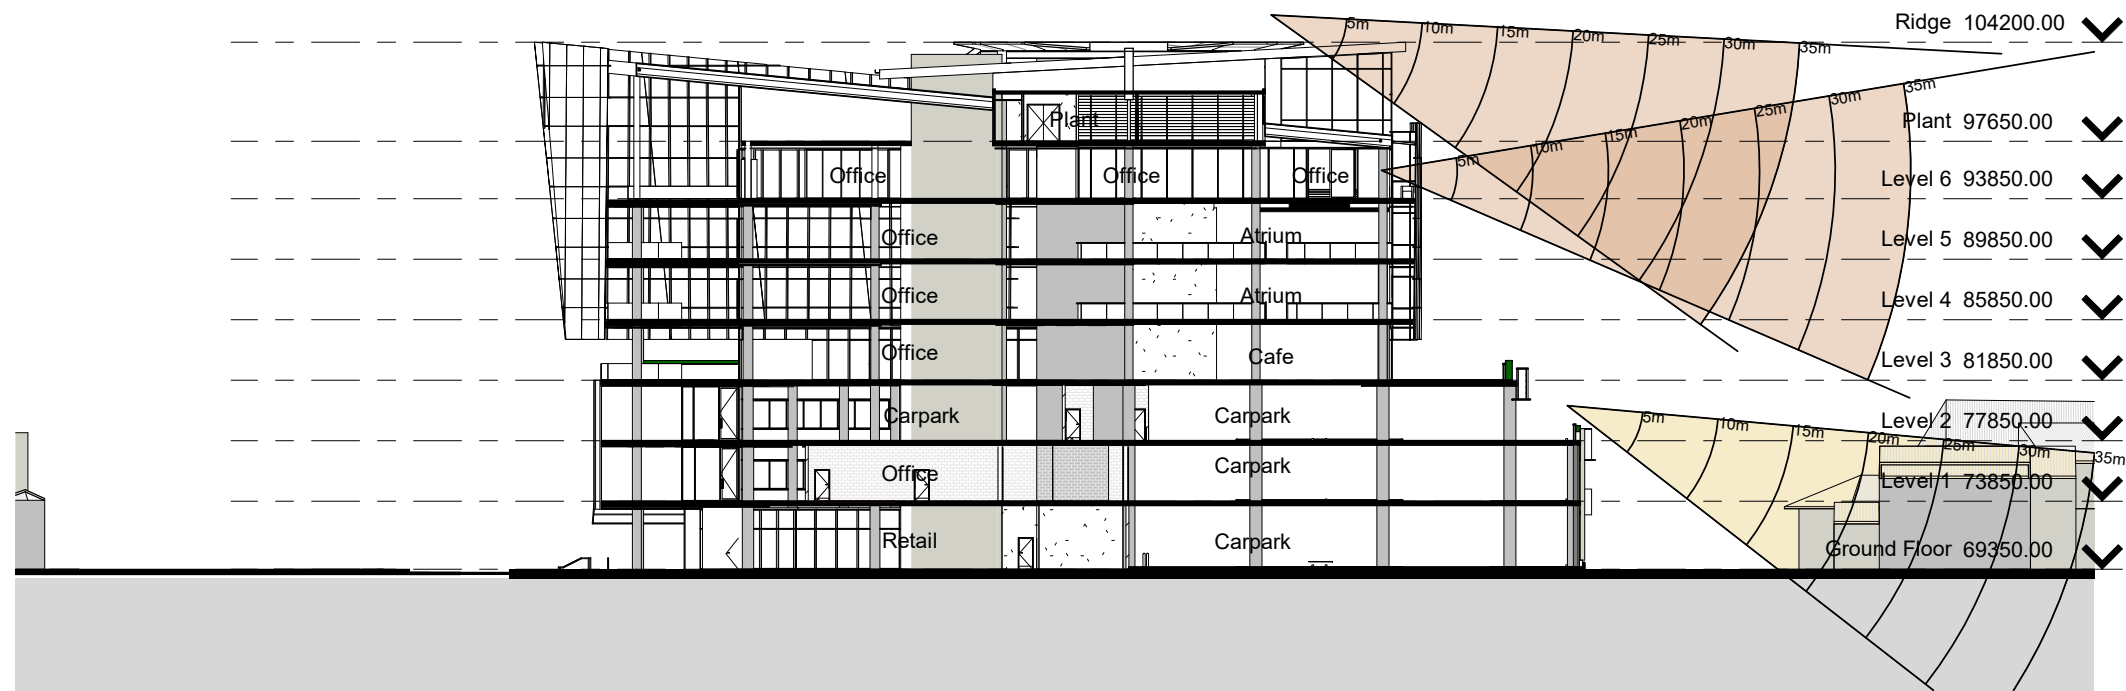 5m 10m 15m 20m 25m 30m 35m
Ridge 104200.00
5m 10m 15m 20m 25m 30m 35m
Plant
Plant 97650.00
Office Office Office
Level 6 93850.00
Office Atrium
Level 5 89850.00
Office Atrium
Level 4 85850.00
Office Cafe
Level 3 81850.00
Carpark Carpark
Level 2 77850.00
5m 10m 15m 20m 25m 30m 35m
Office Carpark
Level 1 73850.00
Retail Carpark
Ground Floor 69350.00